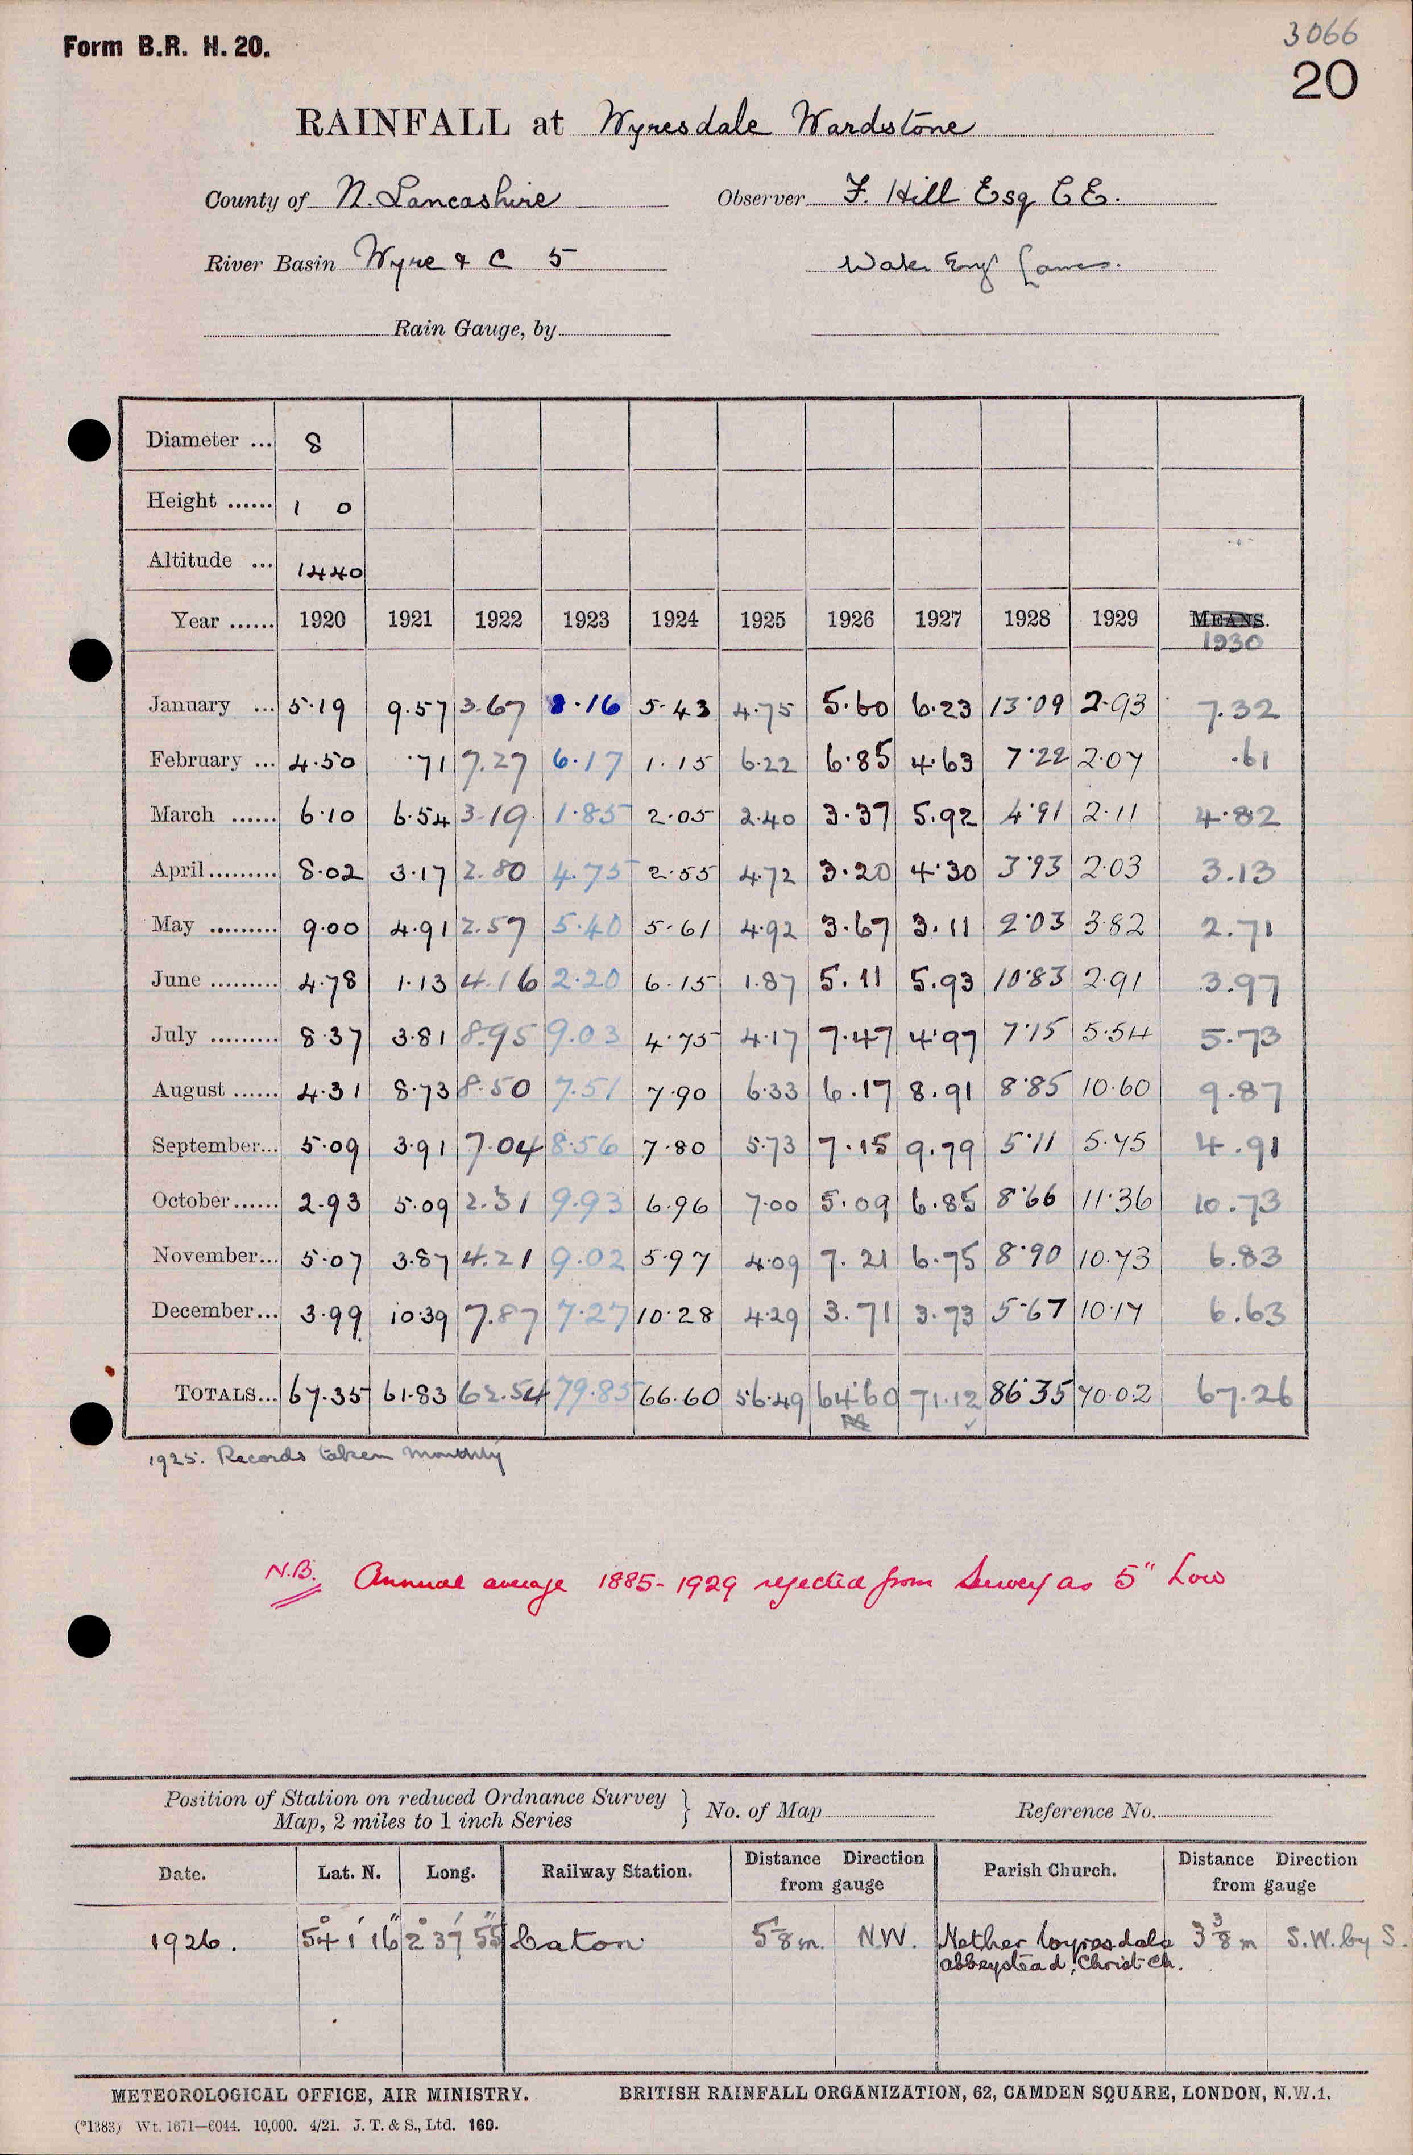 3066
Form B.R. H. 20.
20
RAINFALL at Wyresdale Wardstone
County of N. Lancashire Observer F. Hill Esq C.E.
River Basin Wyre & C 5 Water Engr Lancs.
Rain Gauge, by
Diameter ... 8
Height ...... 1 0
Altitude ... 1440
Year ...... 1920 1921 1922 1923 1924 1925 1926 1927 1928 1929 MEANS.
1930
January ... 5.19 9.57 3.67 8.16 5.43 4.75 5.60 6.23 13.09 2.93 7.32
February ... 4.50 .71 7.27 6.17 1.15 6.22 6.85 4.63 7.22 2.07 .61
March ...... 6.10 6.54 3.19 1.85 2.05 2.40 3.37 5.92 4.91 2.11 4.82
April......... 8.02 3.17 2.80 4.75 2.55 4.72 3.20 4.30 3.93 2.03 3.13
May ......... 9.00 4.91 2.57 5.40 5.61 4.92 3.67 3.11 2.03 3.82 2.71
June ......... 4.78 1.13 4.16 2.20 6.15 1.87 5.11 5.93 10.83 2.91 3.97
July ......... 8.37 3.81 8.95 9.03 4.75 4.17 7.47 4.97 7.15 5.54 5.73
August ...... 4.31 8.73 8.50 7.51 7.90 6.33 6.17 8.91 8.85 10.60 9.87
September... 5.09 3.91 7.04 8.56 7.80 5.73 7.15 9.79 5.11 5.75 4.91
October...... 2.93 5.09 2.31 9.93 6.96 7.00 5.09 6.85 8.66 11.36 10.73
November... 5.07 3.87 4.21 9.02 5.97 4.09 7.21 6.75 8.90 10.73 6.83
December... 3.99 10.39 7.87 7.27 10.28 4.29 3.71 3.73 5.67 10.17 6.63
TOTALS... 67.35 61.83 62.54 79.85 66.60 56.49 64.60 71.12 86.35 70.02 67.26
1925. Records taken monthly
N.B. Annual average 1885-1929 rejected from Survey as 5" Low
Position of Station on reduced Ordnance Survey
Map, 2 miles to 1 inch Series } No. of Map Reference No.
Date. Lat. N. Long. Railway Station. Distance Direction from gauge Parish Church. Distance Direction from gauge
1926. 54° 1' 16" 2° 37' 55" Caton 5⅝ m. N.W. Nether Wyresdale 3⅜ m S.W. by S.
Abbeystead, Christ Ch.
METEOROLOGICAL OFFICE, AIR MINISTRY. BRITISH RAINFALL ORGANIZATION, 62, CAMDEN SQUARE, LONDON, N.W.1.
(*1383) Wt. 1671—6044. 10,000. 4/21. J. T. & S., Ltd. 160.